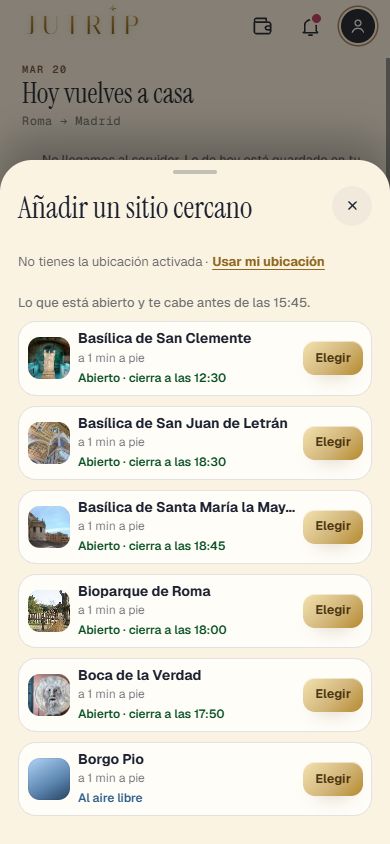 JUTRIP
MAR 20
Hoy vuelves a casa
Roma → Madrid
No llegamos al servidor. Lo de hoy está guardado en tu
Añadir un sitio cercano
×
No tienes la ubicación activada · Usar mi ubicación
Lo que está abierto y te cabe antes de las 15:45.
Basílica de San Clemente
a 1 min a pie
Abierto · cierra a las 12:30
Elegir
Basílica de San Juan de Letrán
a 1 min a pie
Abierto · cierra a las 18:30
Elegir
Basílica de Santa María la May...
a 1 min a pie
Abierto · cierra a las 18:45
Elegir
Bioparque de Roma
a 1 min a pie
Abierto · cierra a las 18:00
Elegir
Boca de la Verdad
a 1 min a pie
Abierto · cierra a las 17:50
Elegir
Borgo Pio
a 1 min a pie
Al aire libre
Elegir